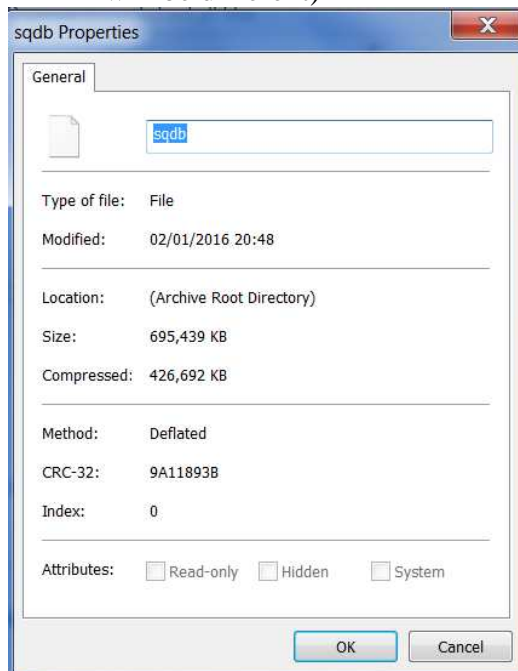 sqdb Properties
X
General
sqdb
Type of file: File
Modified: 02/01/2016 20:48
Location: (Archive Root Directory)
Size: 695,439 KB
Compressed: 426,692 KB
Method: Deflated
CRC-32: 9A11893B
Index: 0
Attributes: Read-only Hidden System
OK Cancel